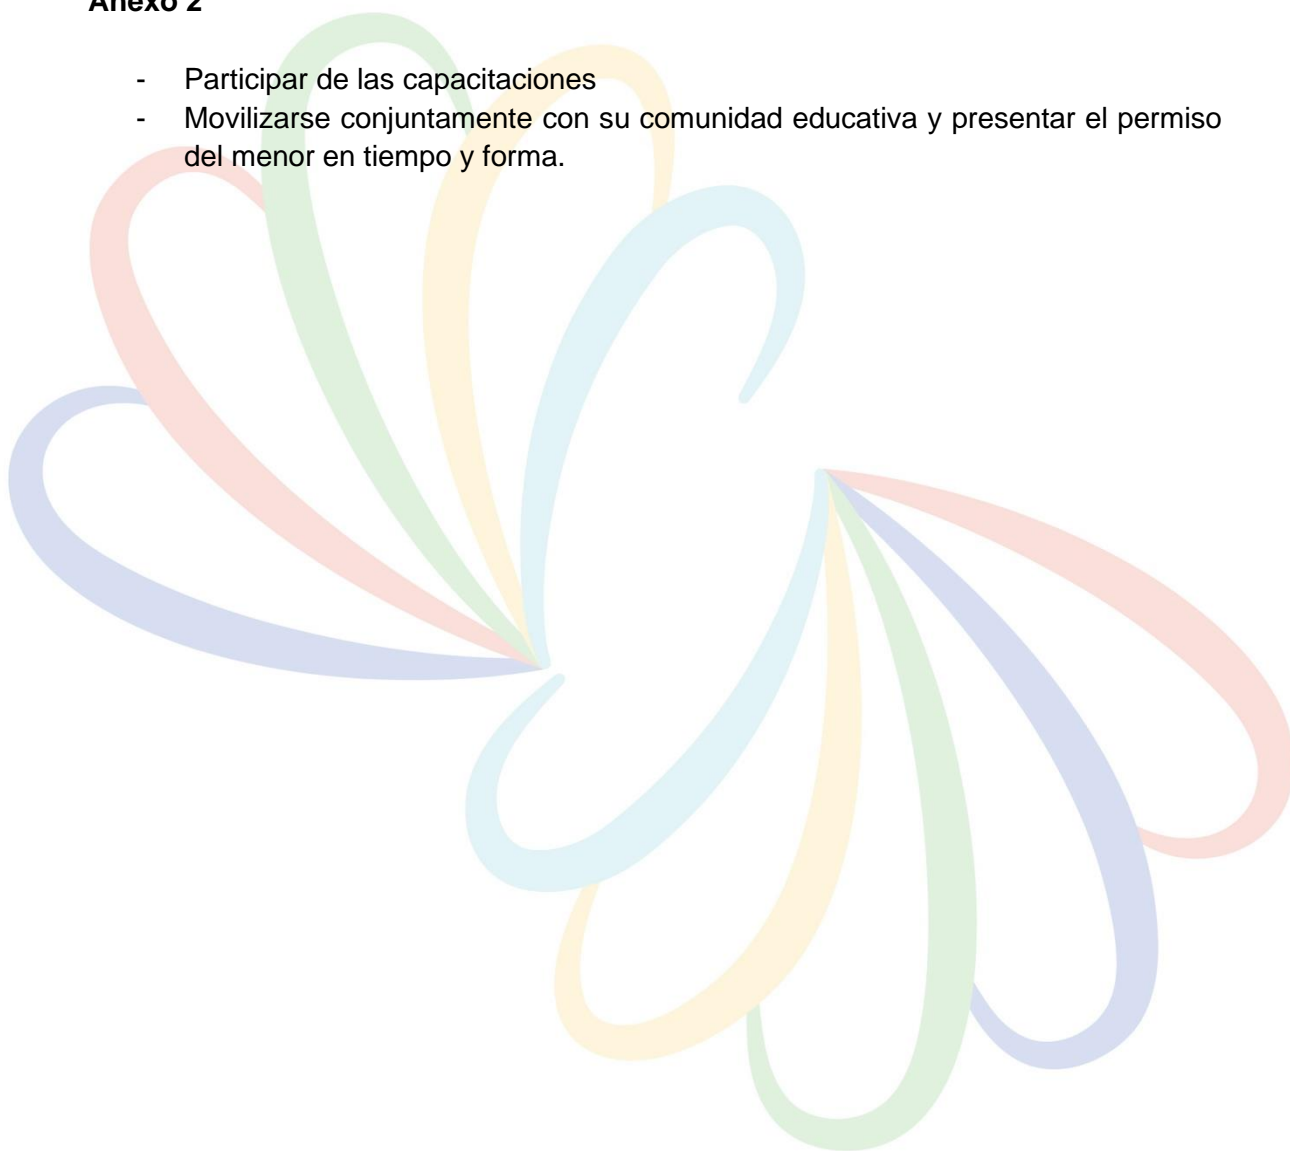 Anexo 2
- Participar de las capacitaciones
- Movilizarse conjuntamente con su comunidad educativa y presentar el permiso
del menor en tiempo y forma.